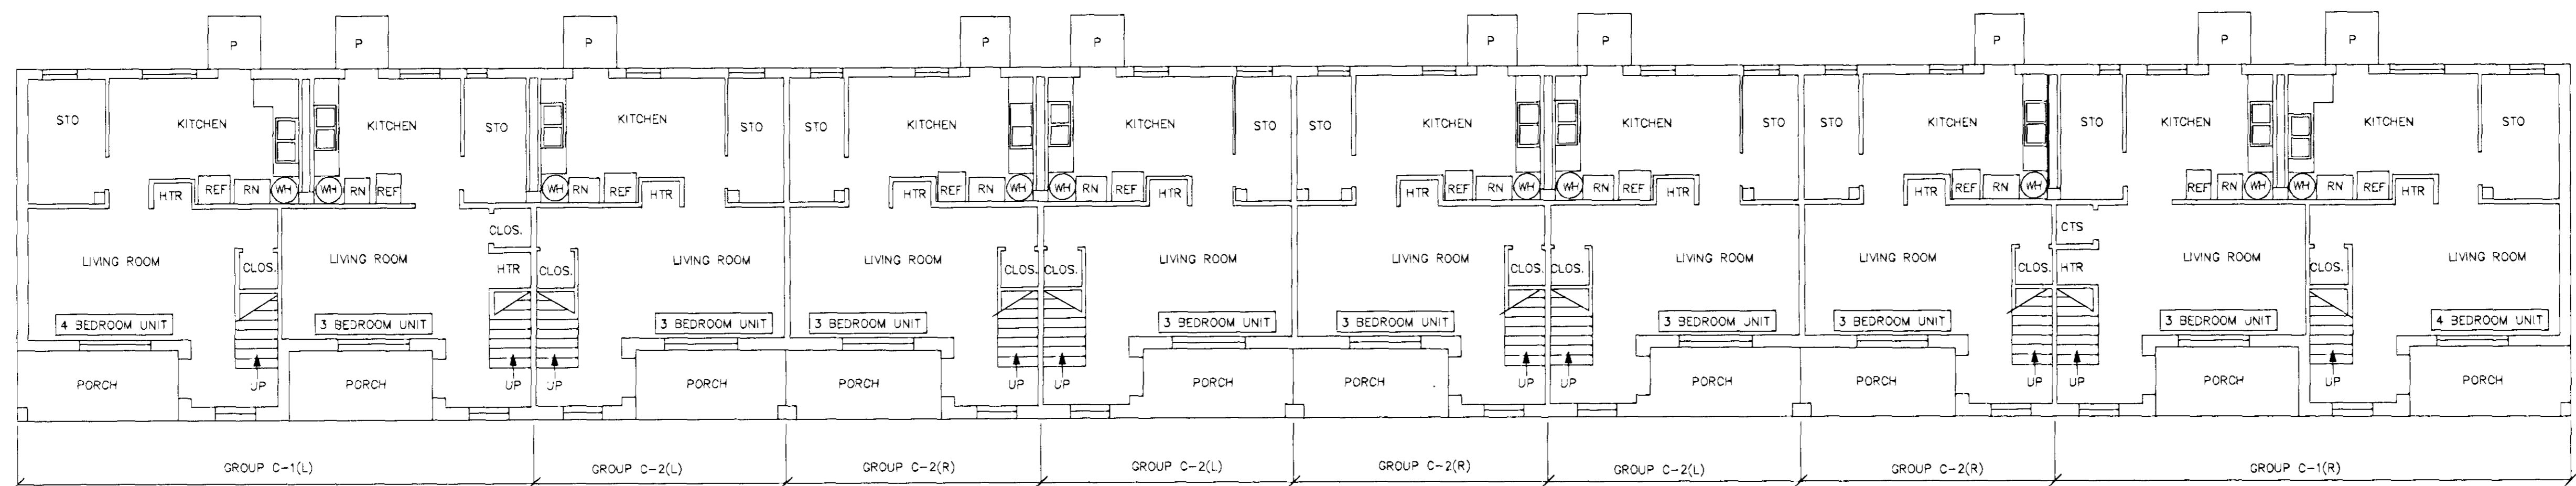 P P P P P P P P P P
STO KITCHEN KITCHEN STO KITCHEN STO STO KITCHEN KITCHEN STO STO KITCHEN KITCHEN STO STO KITCHEN STO KITCHEN KITCHEN STO
HTR REF RN WH WH RN REF WH RN REF HTR HTR REF RN WH WH RN REF HTR HTR REF RN WH WH RN REF HTR HTR REF RN WH REF RN WH WH RN REF HTR
CLOS. CTS
LIVING ROOM CLOS. LIVING ROOM HTR CLOS. LIVING ROOM LIVING ROOM CLOS. CLOS. LIVING ROOM LIVING ROOM CLOS. CLOS. LIVING ROOM LIVING ROOM CLOS. HTR LIVING ROOM CLOS. LIVING ROOM
4 BEDROOM UNIT 3 BEDROOM UNIT 3 BEDROOM UNIT 3 BEDROOM UNIT 3 BEDROOM UNIT 3 BEDROOM UNIT 3 BEDROOM UNIT 3 BEDROOM UNIT 3 BEDROOM UNIT 4 BEDROOM UNIT
PORCH UP PORCH UP UP PORCH PORCH UP UP PORCH PORCH UP UP PORCH PORCH UP UP PORCH UP PORCH
GROUP C-1(L) GROUP C-2(L) GROUP C-2(R) GROUP C-2(L) GROUP C-2(R) GROUP C-2(L) GROUP C-2(R) GROUP C-1(R)